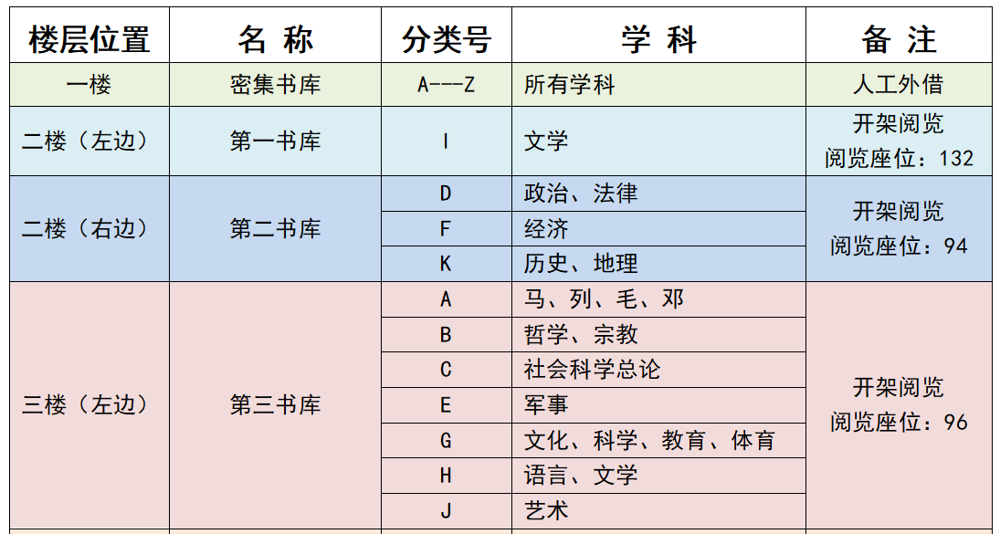 楼层位置 名 称 分类号 学 科 备 注
一楼 密集书库 A---Z 所有学科 人工外借
二楼（左边） 第一书库 I 文学 开架阅览
阅览座位：132
二楼（右边） 第二书库 D 政治、法律 开架阅览
阅览座位：94
F 经济
K 历史、地理
三楼（左边） 第三书库 A 马、列、毛、邓 开架阅览
阅览座位：96
B 哲学、宗教
C 社会科学总论
E 军事
G 文化、科学、教育、体育
H 语言、文学
J 艺术